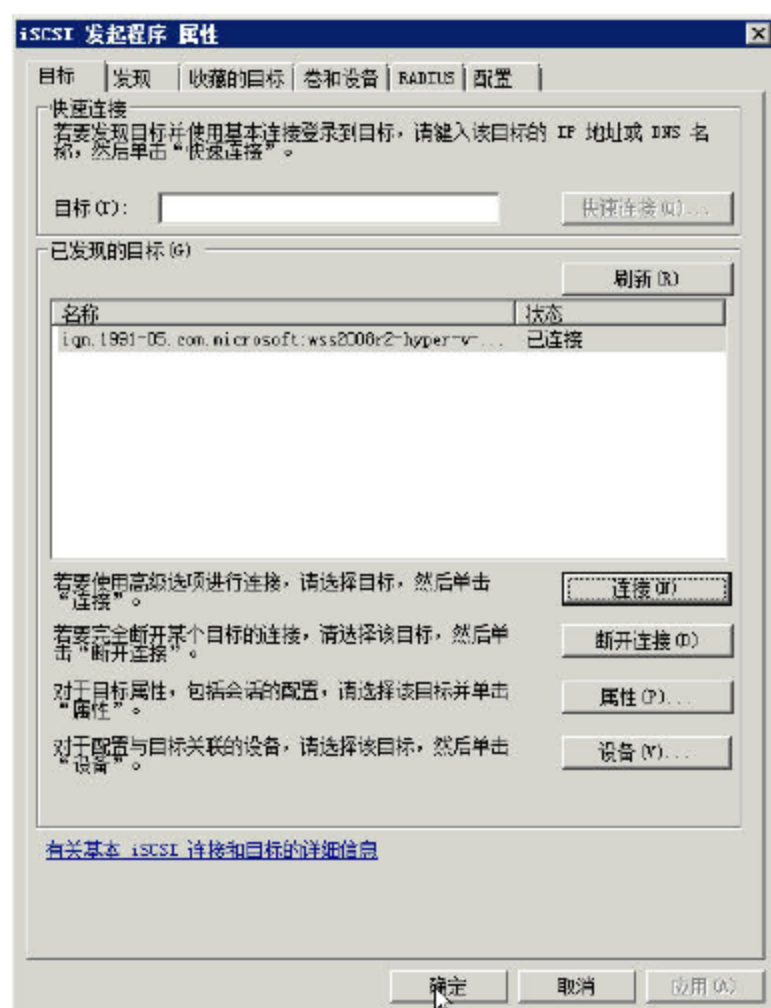 iSCSI 发起程序 属性
目标 发现 收藏的目标 卷和设备 RADIUS 配置
快速连接
若要发现目标并使用基本连接登录到目标，请键入该目标的 IP 地址或 DNS 名
称，然后单击“快速连接”。
目标(T):
快速连接(Q)...
已发现的目标(G)
刷新(R)
名称 状态
iqn.1991-05.com.microsoft:wss2008r2-hyper-v-... 已连接
若要使用高级选项进行连接，请选择目标，然后单击
“连接”。
连接(N)
若要完全断开某个目标的连接，请选择该目标，然后单
击“断开连接”。
断开连接(D)
对于目标属性，包括会话的配置，请选择该目标并单击
“属性”。
属性(P)...
对于配置与目标关联的设备，请选择该目标，然后单击
“设备”。
设备(V)...
有关基本 iSCSI 连接和目标的详细信息
确定 取消 应用(A)